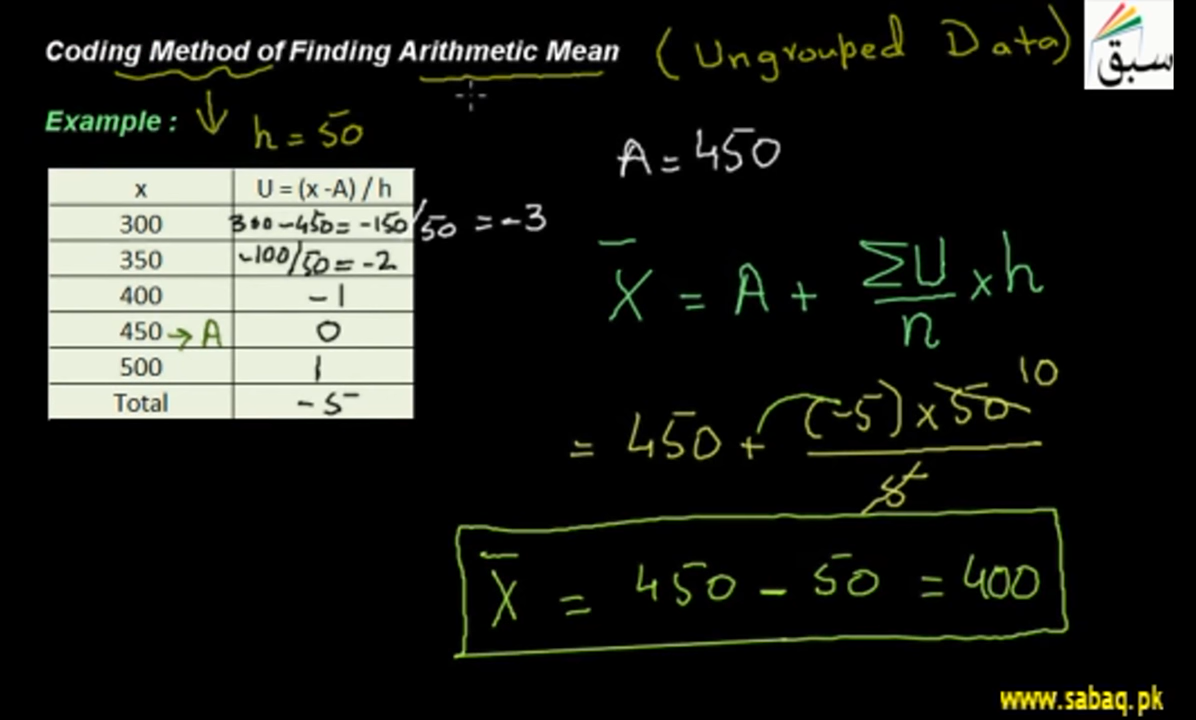 Coding Method of Finding Arithmetic Mean (Ungrouped Data)
سبق
Example : h = 50
A = 450
x U = (x -A) / h
300 300 - 450 = -150/50 = -3
350 -100/50 = -2
400 -1
450 → A 0
500 1
Total -5
X̄ = A + ΣU/n × h
= 450 + (-5) × 50 10
5
X̄ = 450 - 50 = 400
www.sabaq.pk